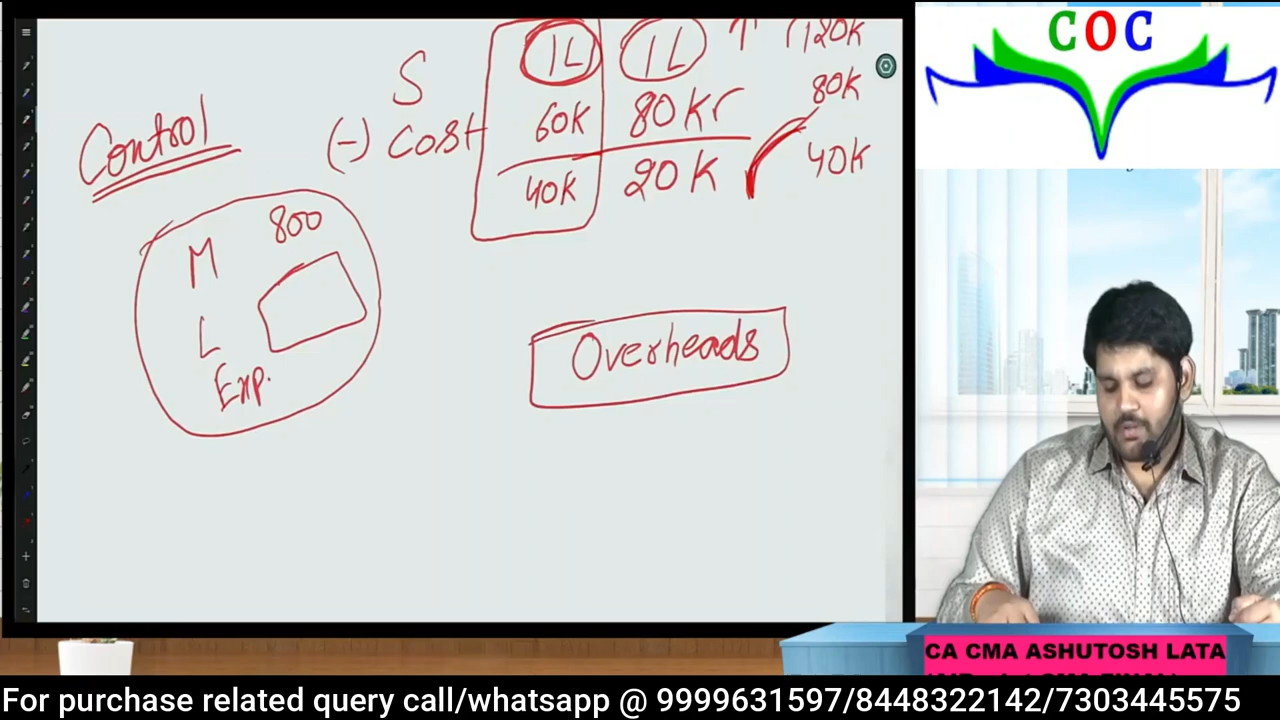 1L 1L 120K
S
60K 80K 80K
Control (-) Cost
40K 20K 40K
M 800
L
Exp.
Overheads
COC
CA CMA ASHUTOSH LATA
For purchase related query call/whatsapp @ 9999631597/8448322142/7303445575